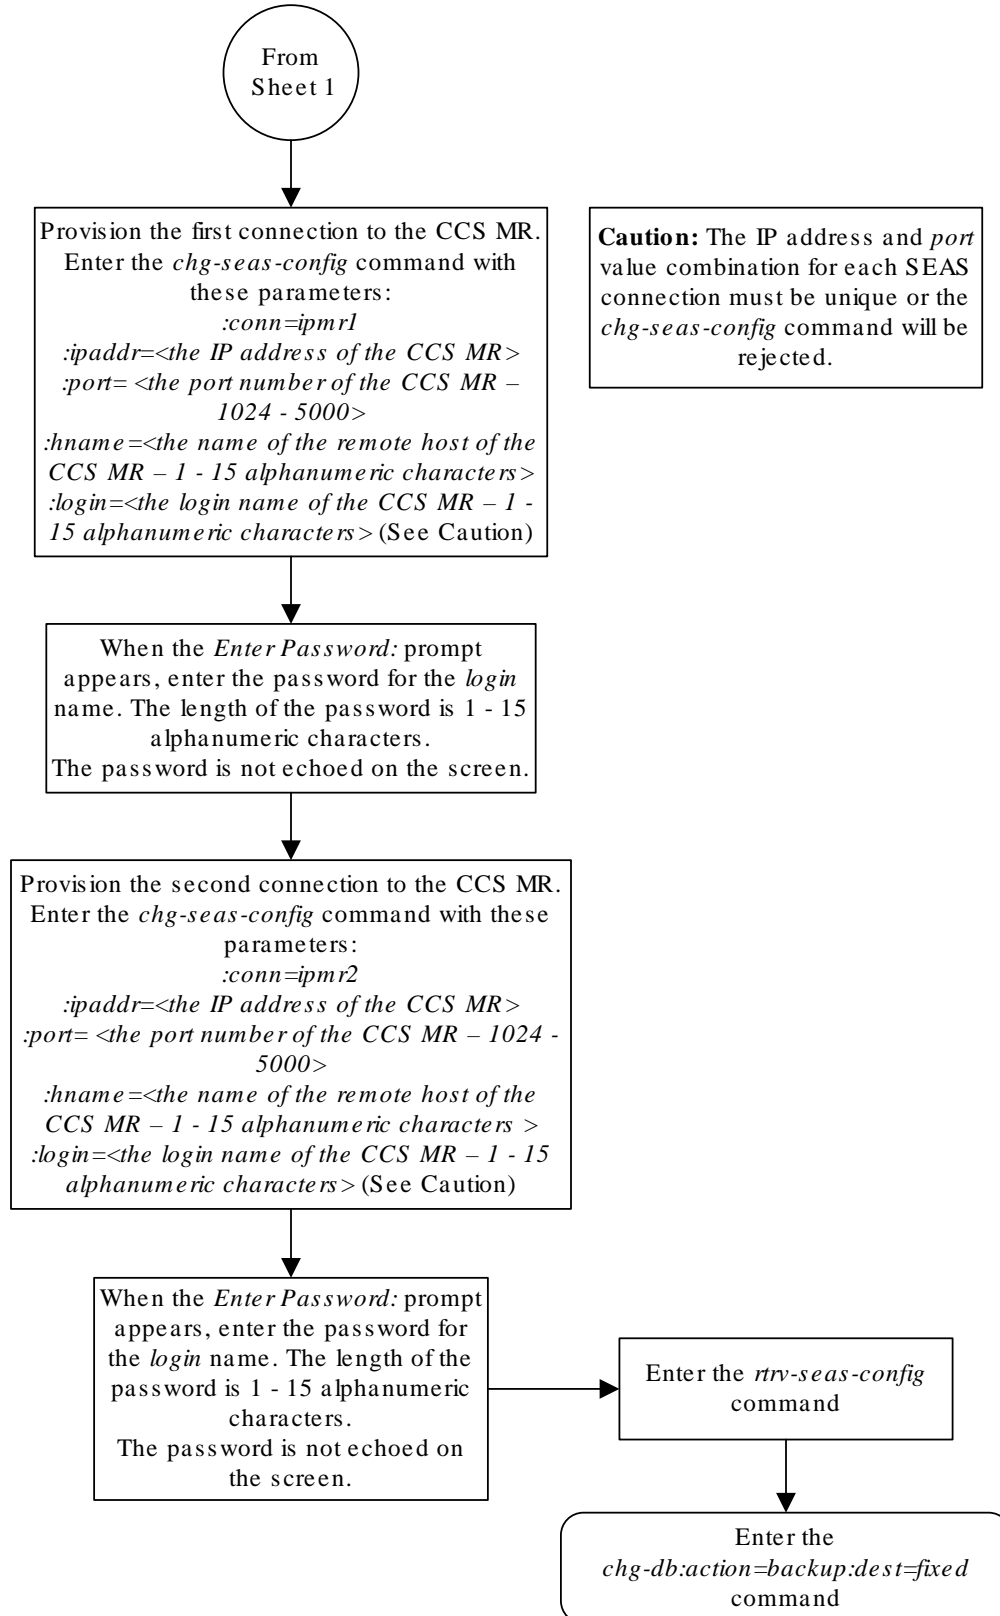 From
Sheet 1
Provision the first connection to the CCS MR.
Enter the chg-seas-config command with
these parameters:
:conn=ipmr1
:ipaddr=<the IP address of the CCS MR>
:port= <the port number of the CCS MR –
1024 - 5000>
:hname=<the name of the remote host of the
CCS MR – 1 - 15 alphanumeric characters>
:login=<the login name of the CCS MR – 1 -
15 alphanumeric characters> (See Caution)
Caution: The IP address and port
value combination for each SEAS
connection must be unique or the
chg-seas-config command will be
rejected.
When the Enter Password: prompt
appears, enter the password for the login
name. The length of the password is 1 - 15
alphanumeric characters.
The password is not echoed on the screen.
Provision the second connection to the CCS MR.
Enter the chg-seas-config command with these
parameters:
:conn=ipmr2
:ipaddr=<the IP address of the CCS MR>
:port= <the port number of the CCS MR – 1024 -
5000>
:hname=<the name of the remote host of the
CCS MR – 1 - 15 alphanumeric characters >
:login=<the login name of the CCS MR – 1 - 15
alphanumeric characters> (See Caution)
When the Enter Password: prompt
appears, enter the password for
the login name. The length of the
password is 1 - 15 alphanumeric
characters.
The password is not echoed on
the screen.
Enter the rtrv-seas-config
command
Enter the
chg-db:action=backup:dest=fixed
command